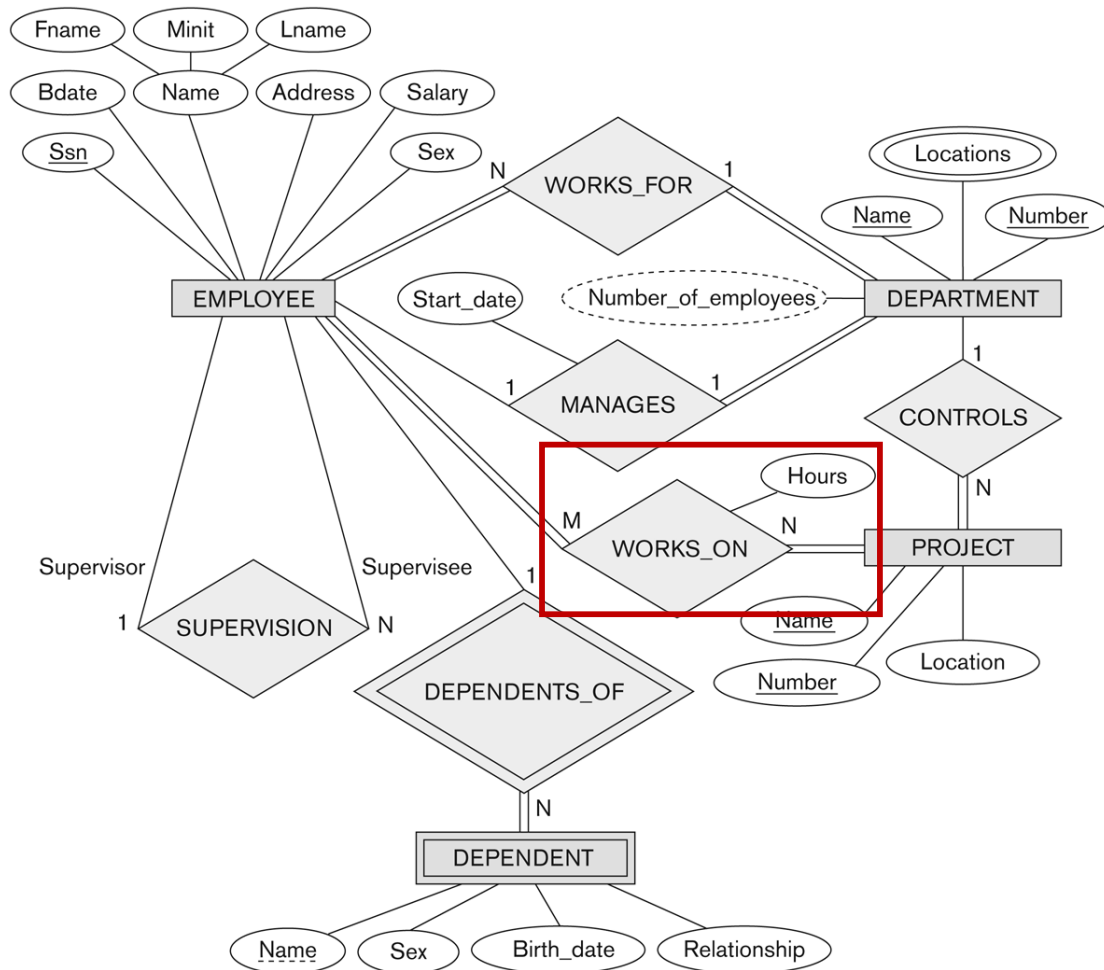 Fname
Minit
Lname
Bdate
Name
Address
Salary
Ssn
Sex
N
WORKS_FOR
1
Locations
Name
Number
EMPLOYEE
Start_date
Number_of_employees
DEPARTMENT
1
MANAGES
1
1
CONTROLS
N
Hours
M
WORKS_ON
N
PROJECT
Name
Number
Location
Supervisor
Supervisee
1
SUPERVISION
N
1
DEPENDENTS_OF
N
DEPENDENT
Name
Sex
Birth_date
Relationship